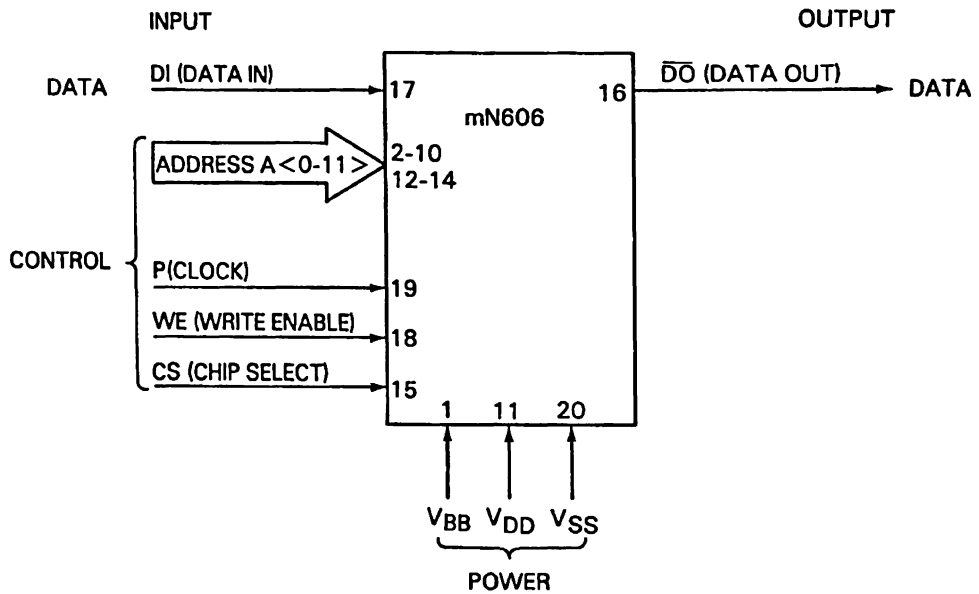 INPUT
OUTPUT
DATA
DI (DATA IN)
17
mN606
16
D̅O̅ (DATA OUT)
DATA
ADDRESS A<0-11>
2-10
12-14
CONTROL
P(CLOCK)
19
WE (WRITE ENABLE)
18
CS (CHIP SELECT)
15
1 11 20
VBB VDD VSS
POWER